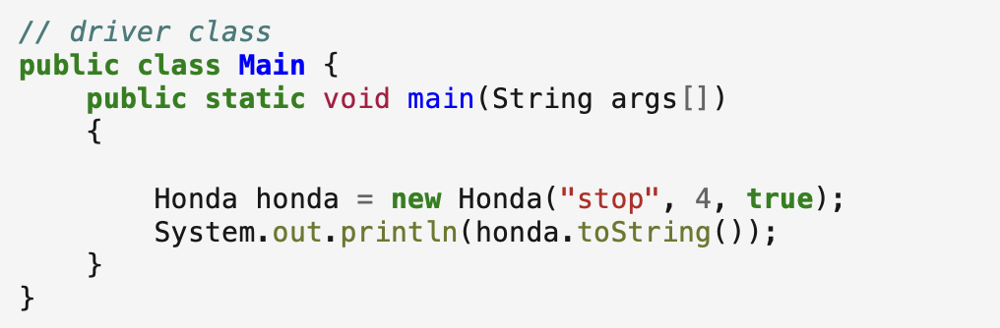 // driver class
public class Main {
    public static void main(String args[])
    {

        Honda honda = new Honda("stop", 4, true);
        System.out.println(honda.toString());
    }
}